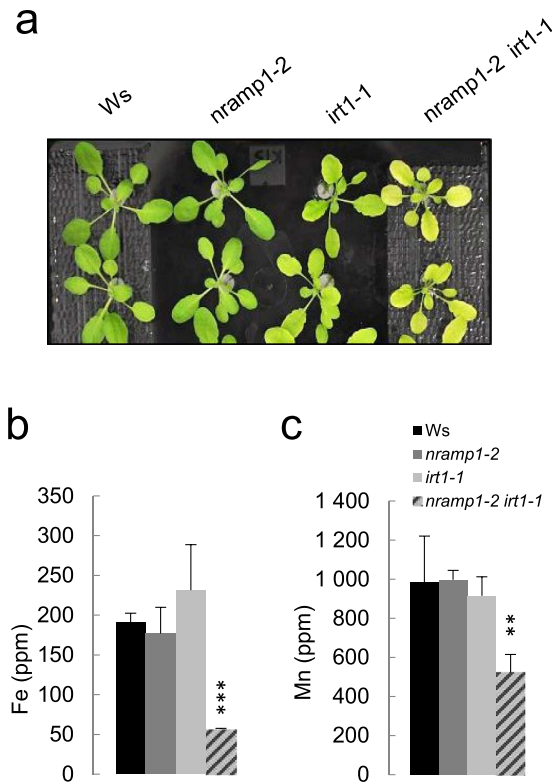 a
Ws
nramp1-2
irt1-1
nramp1-2 irt1-1
b
350
300
250
200
150
100
50
0
Fe (ppm)
***
c
Ws
nramp1-2
irt1-1
nramp1-2 irt1-1
1 400
1 200
1 000
800
600
400
200
0
Mn (ppm)
**